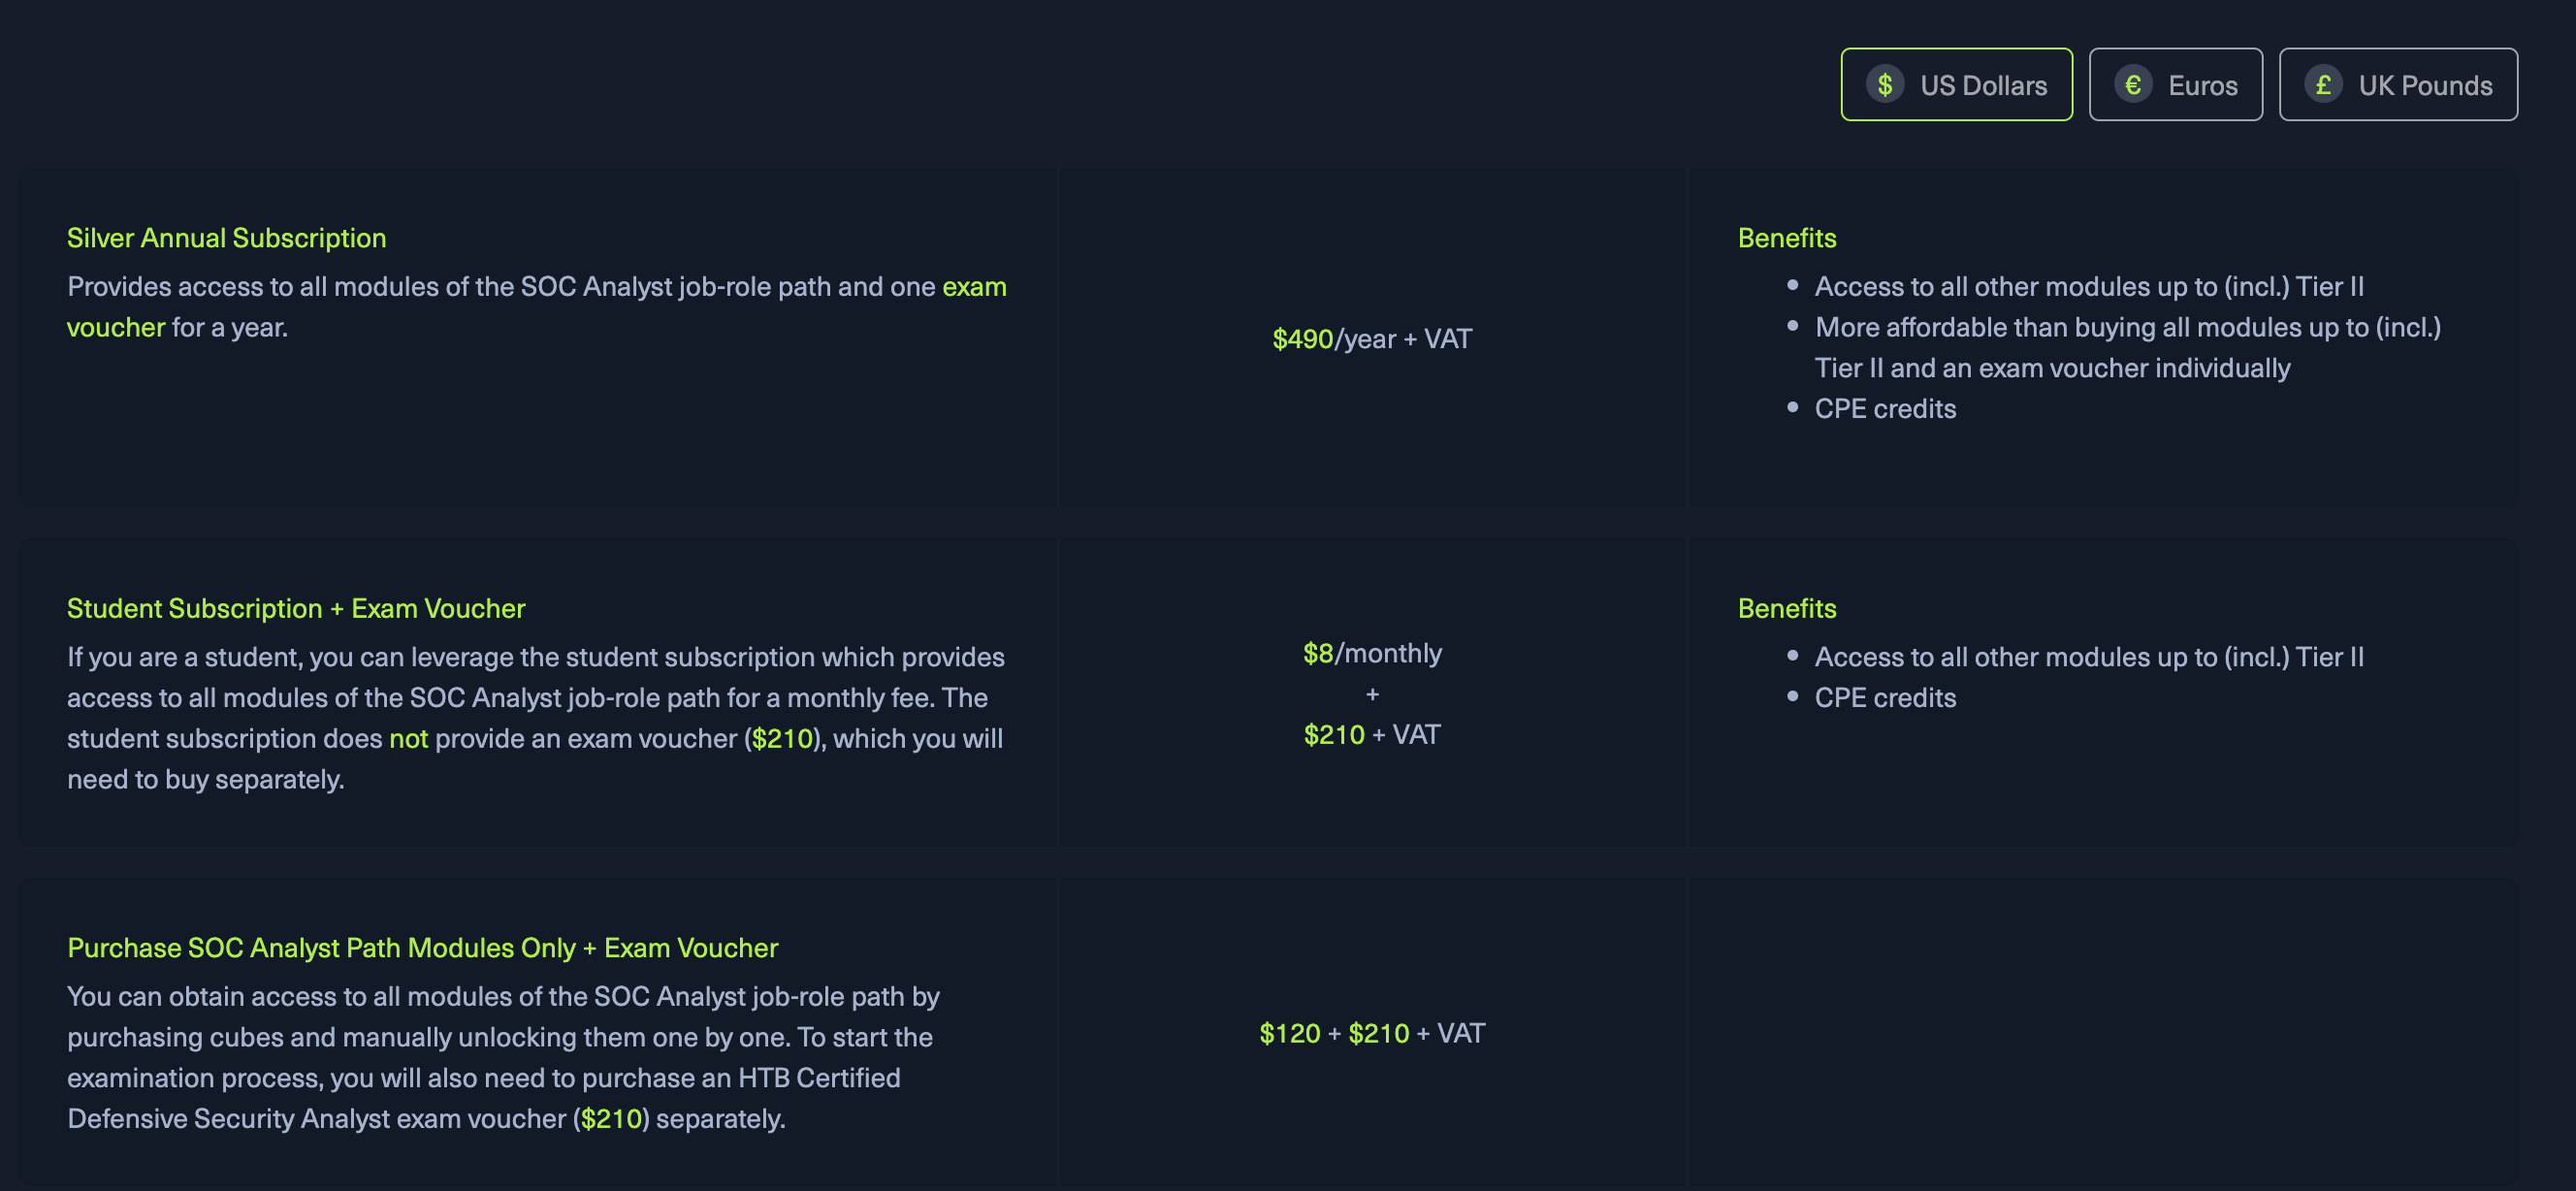 $ US Dollars
€ Euros
£ UK Pounds
Silver Annual Subscription
Provides access to all modules of the SOC Analyst job-role path and one exam
voucher for a year.
$490/year + VAT
Benefits
• Access to all other modules up to (incl.) Tier II
• More affordable than buying all modules up to (incl.)
Tier II and an exam voucher individually
• CPE credits
Student Subscription + Exam Voucher
If you are a student, you can leverage the student subscription which provides
access to all modules of the SOC Analyst job-role path for a monthly fee. The
student subscription does not provide an exam voucher ($210), which you will
need to buy separately.
$8/monthly
+
$210 + VAT
Benefits
• Access to all other modules up to (incl.) Tier II
• CPE credits
Purchase SOC Analyst Path Modules Only + Exam Voucher
You can obtain access to all modules of the SOC Analyst job-role path by
purchasing cubes and manually unlocking them one by one. To start the
examination process, you will also need to purchase an HTB Certified
Defensive Security Analyst exam voucher ($210) separately.
$120 + $210 + VAT